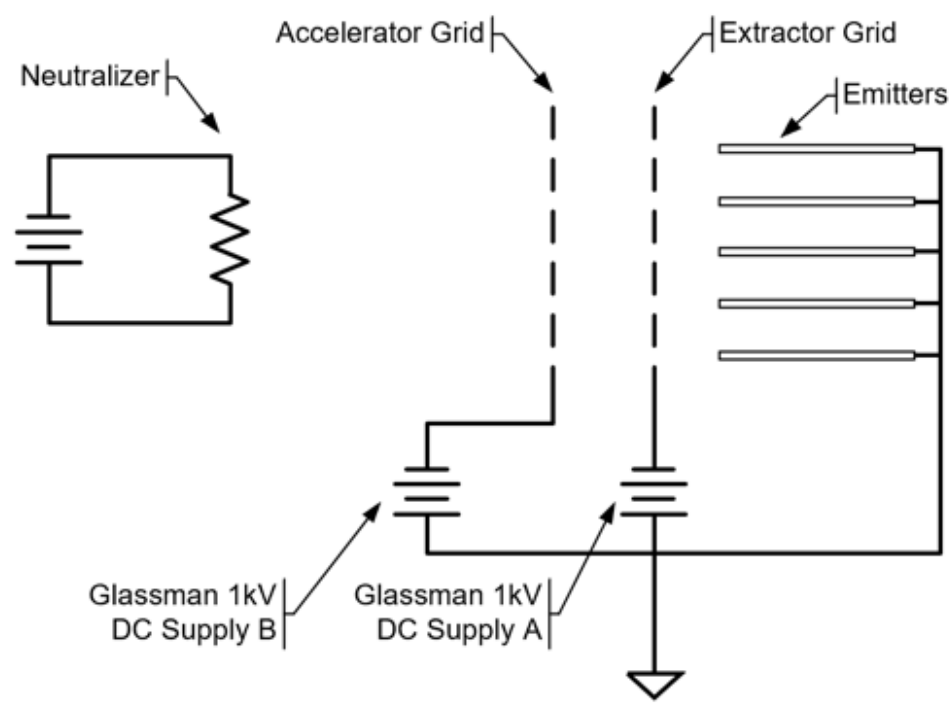 Accelerator Grid
Extractor Grid
Neutralizer
Emitters
Glassman 1kV
DC Supply B
Glassman 1kV
DC Supply A